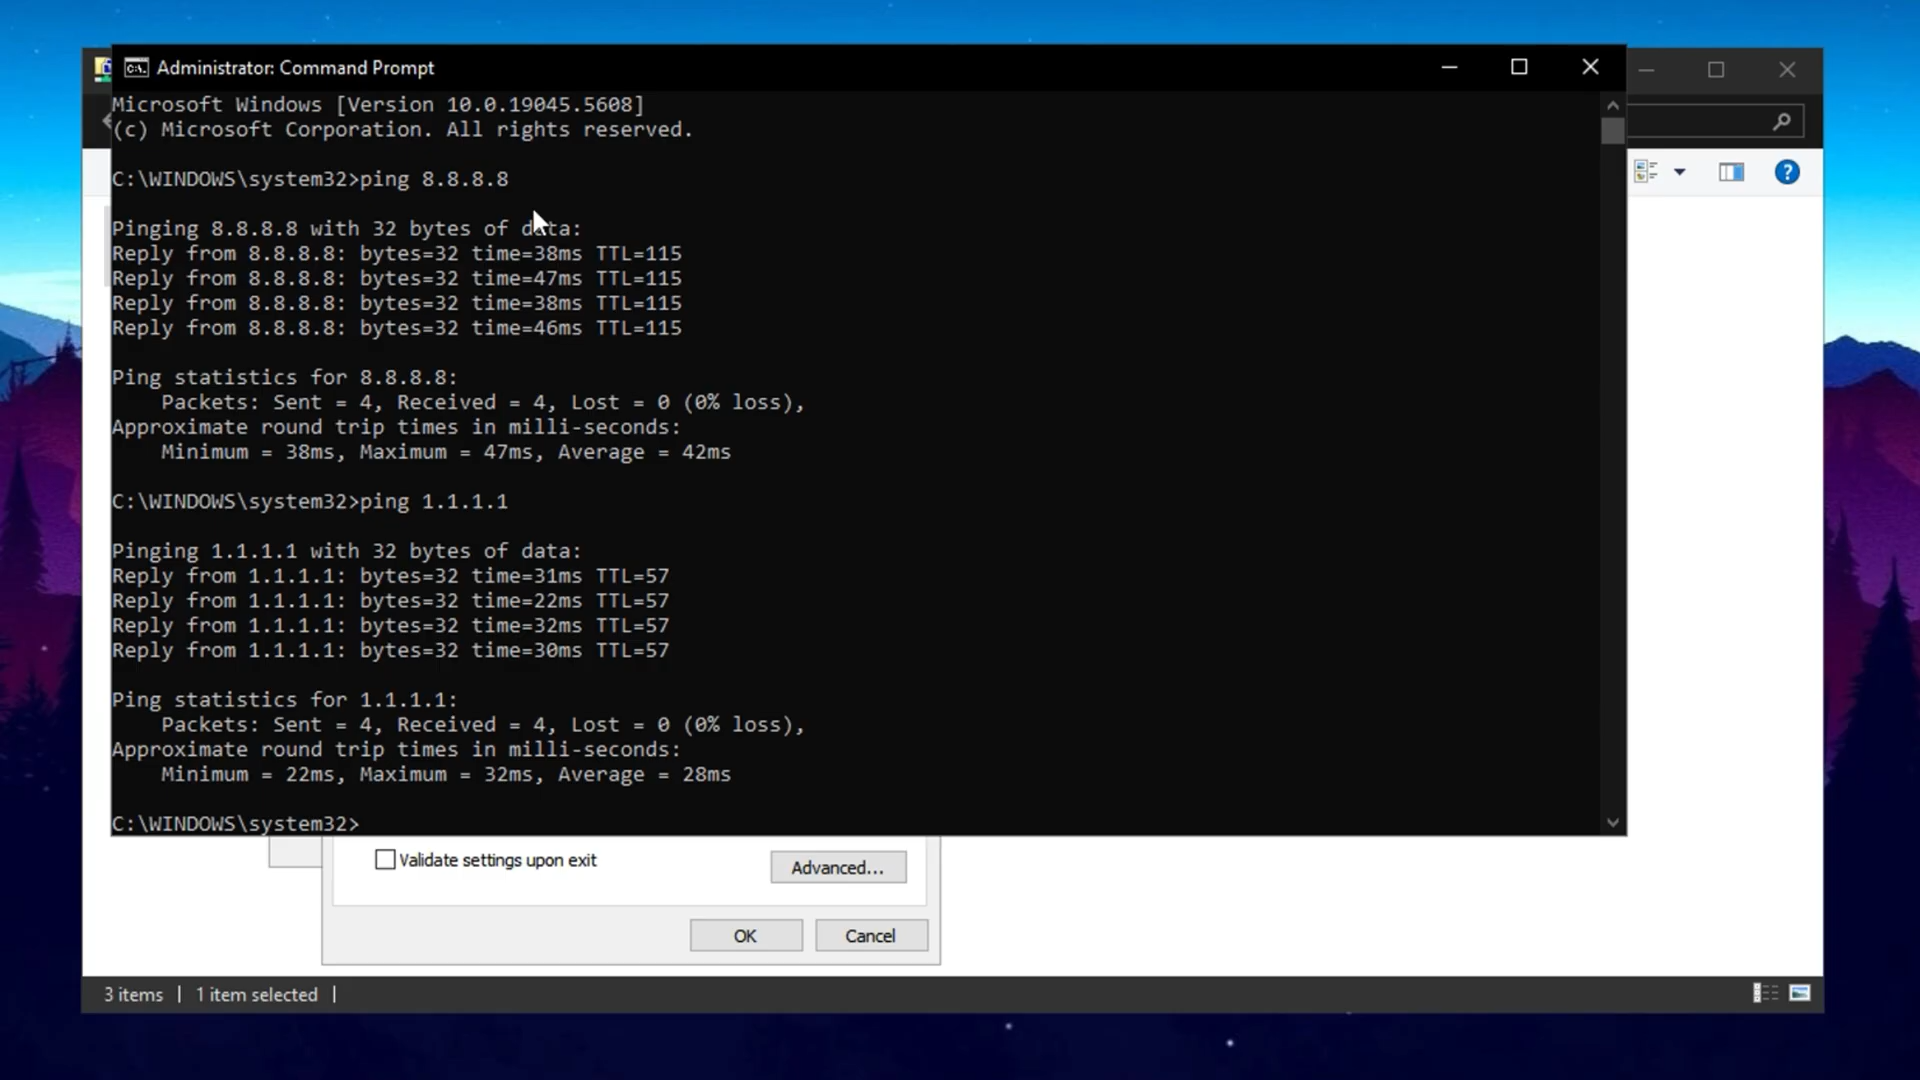 Administrator: Command Prompt
Microsoft Windows [Version 10.0.19045.5608]
(c) Microsoft Corporation. All rights reserved.
C:\WINDOWS\system32>ping 8.8.8.8
Pinging 8.8.8.8 with 32 bytes of data:
Reply from 8.8.8.8: bytes=32 time=38ms TTL=115
Reply from 8.8.8.8: bytes=32 time=47ms TTL=115
Reply from 8.8.8.8: bytes=32 time=38ms TTL=115
Reply from 8.8.8.8: bytes=32 time=46ms TTL=115
Ping statistics for 8.8.8.8:
Packets: Sent = 4, Received = 4, Lost = 0 (0% loss),
Approximate round trip times in milli-seconds:
Minimum = 38ms, Maximum = 47ms, Average = 42ms
C:\WINDOWS\system32>ping 1.1.1.1
Pinging 1.1.1.1 with 32 bytes of data:
Reply from 1.1.1.1: bytes=32 time=31ms TTL=57
Reply from 1.1.1.1: bytes=32 time=22ms TTL=57
Reply from 1.1.1.1: bytes=32 time=32ms TTL=57
Reply from 1.1.1.1: bytes=32 time=30ms TTL=57
Ping statistics for 1.1.1.1:
Packets: Sent = 4, Received = 4, Lost = 0 (0% loss),
Approximate round trip times in milli-seconds:
Minimum = 22ms, Maximum = 32ms, Average = 28ms
C:\WINDOWS\system32>
Validate settings upon exit
Advanced...
OK
Cancel
3 items
1 item selected